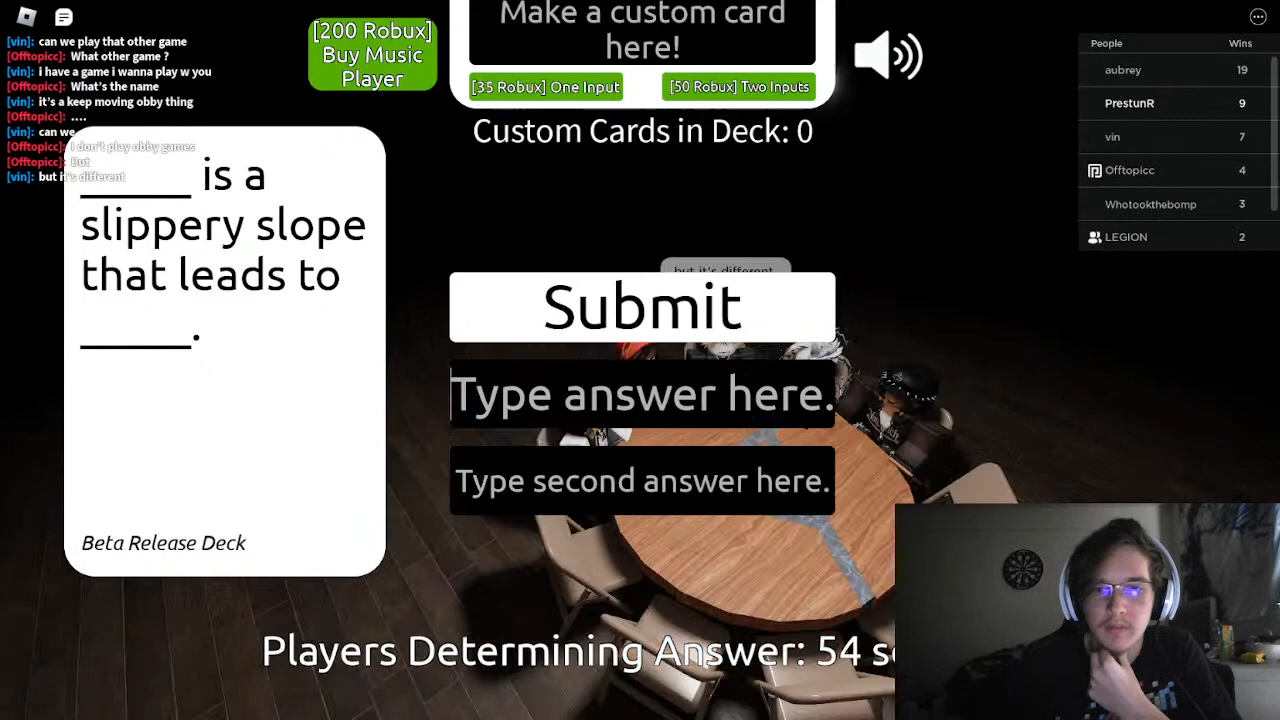 [vin]: can we play that other game
[Offtopicc]: What other game ?
[vin]: i have a game i wanna play w you
[Offtopicc]: What's the name
[vin]: it's a keep moving obby thing
[Offtopicc]: ....
[vin]: can we
[Offtopicc]: I don't play obby games
[Offtopicc]: But
[vin]: but it's different
[200 Robux]
Buy Music
Player
Make a custom card
here!
[35 Robux] One Input
[50 Robux] Two Inputs
Custom Cards in Deck: 0
People Wins
aubrey 19
PrestunR 9
vin 7
Offtopicc 4
Whotookthebomp 3
LEGION 2
______ is a
slippery slope
that leads to
______.
Beta Release Deck
but it's different
Submit
Type answer here.
Type second answer here.
Players Determining Answer: 54 se